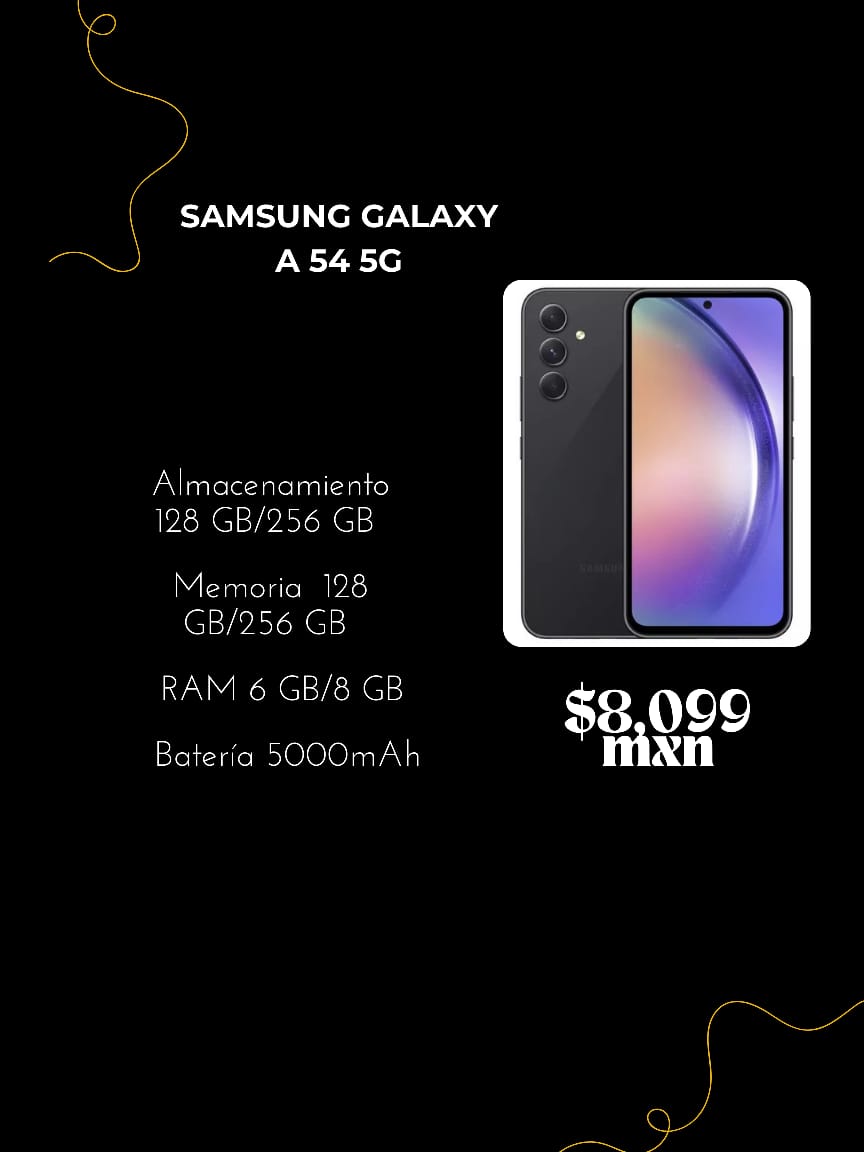 SAMSUNG GALAXY
A 54 5G
Almacenamiento
128 GB/256 GB
Memoria 128
GB/256 GB
RAM 6 GB/8 GB
Batería 5000mAh
SAMSUNG
$8,099
mxn